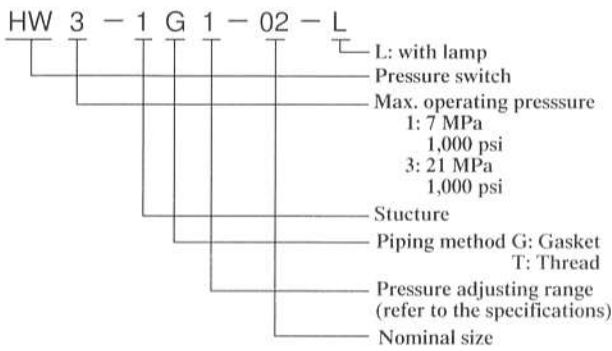 HW 3 - 1 G 1 - 02 - L
L: with lamp
Pressure switch
Max. operating presssure
1: 7 MPa
1,000 psi
3: 21 MPa
1,000 psi
Stucture
Piping method G: Gasket
T: Thread
Pressure adjusting range
(refer to the specifications)
Nominal size